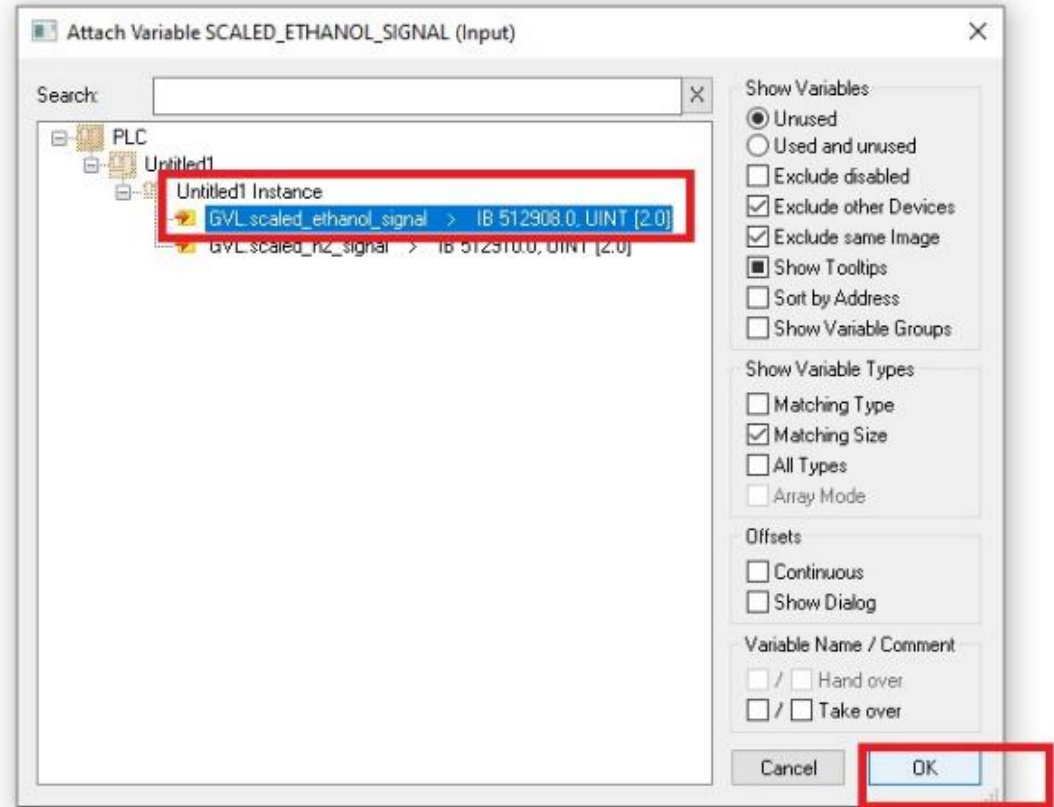 Attach Variable SCALED_ETHANOL_SIGNAL (Input)
Search:
PLC
Untitled1
Untitled1 Instance
GVL.scaled_ethanol_signal > IB 512908.0, UINT [2.0]
GVL.scaled_h2_signal > IB 512910.0, UINT [2.0]
Show Variables
Unused
Used and unused
Exclude disabled
Exclude other Devices
Exclude same Image
Show Tooltips
Sort by Address
Show Variable Groups
Show Variable Types
Matching Type
Matching Size
All Types
Array Mode
Offsets
Continuous
Show Dialog
Variable Name / Comment
/ Hand over
/ Take over
Cancel
OK